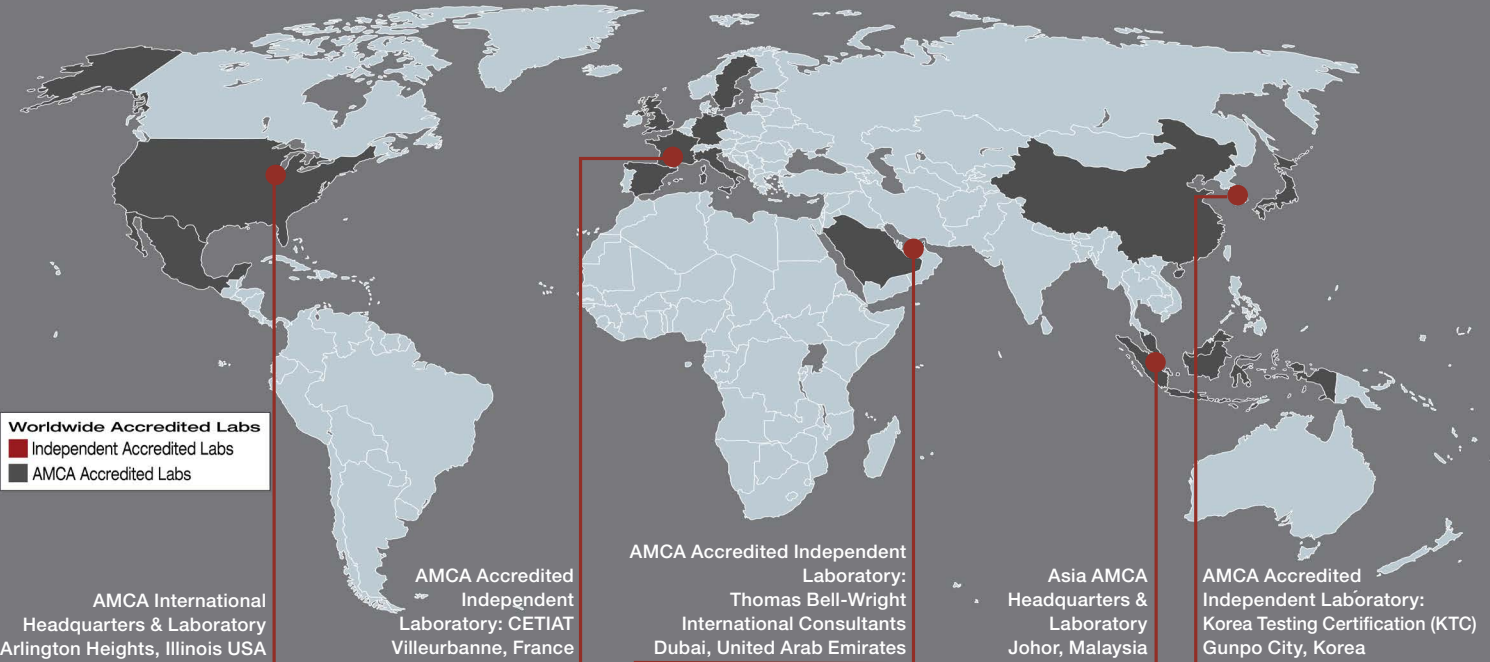 Worldwide Accredited Labs
Independent Accredited Labs
AMCA Accredited Labs
AMCA International
Headquarters & Laboratory
Arlington Heights, Illinois USA
AMCA Accredited
Independent
Laboratory: CETIAT
Villeurbanne, France
AMCA Accredited Independent
Laboratory:
Thomas Bell-Wright
International Consultants
Dubai, United Arab Emirates
Asia AMCA
Headquarters &
Laboratory
Johor, Malaysia
AMCA Accredited
Independent Laboratory:
Korea Testing Certification (KTC)
Gunpo City, Korea